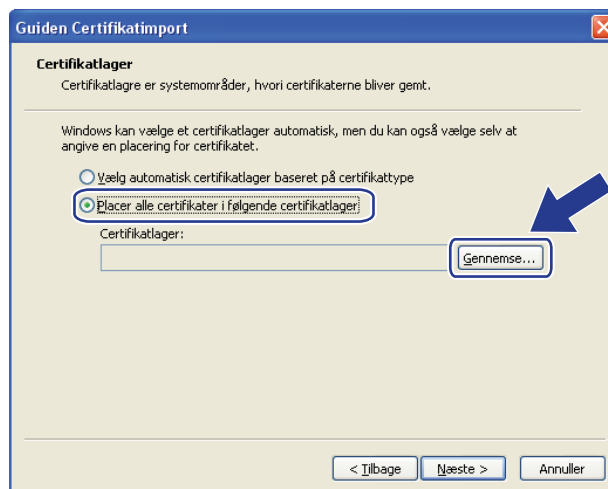 Guiden Certifikatimport
Certifikatlager
Certifikatlagre er systemområder, hvori certifikaterne bliver gemt.
Windows kan vælge et certifikatlager automatisk, men du kan også vælge selv at
angive en placering for certifikatet.
Vælg automatisk certifikatlager baseret på certifikattype
Placer alle certifikater i følgende certifikatlager
Certifikatlager:
Gennemse...
< Tilbage
Næste >
Annuller